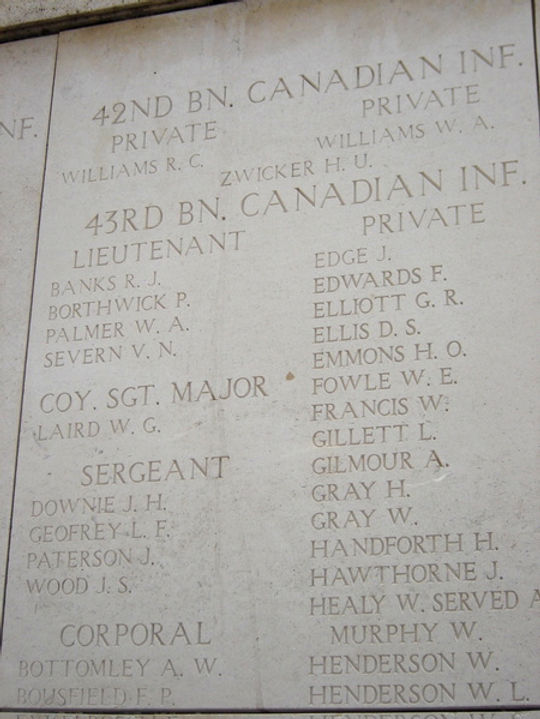 NF.
42ND BN. CANADIAN INF.
PRIVATE
PRIVATE
WILLIAMS R. C.
WILLIAMS W. A.
ZWICKER H. U.
43RD BN. CANADIAN INF.
LIEUTENANT
BANKS R. J.
BORTHWICK P.
PALMER W. A.
SEVERN V. N.
COY. SGT. MAJOR
LAIRD W. G.
SERGEANT
DOWNIE J. H.
GEOFREY L. F.
PATERSON J.
WOOD J. S.
CORPORAL
BOTTOMLEY A. W.
BOUSFIELD F. P.
PRIVATE
EDGE J.
EDWARDS F.
ELLIOTT G. R.
ELLIS D. S.
EMMONS H. O.
FOWLE W. E.
FRANCIS W.
GILLETT L.
GILMOUR A.
GRAY H.
GRAY W.
HANDFORTH H.
HAWTHORNE J.
HEALY W. SERVED A
MURPHY W.
HENDERSON W.
HENDERSON W. L.